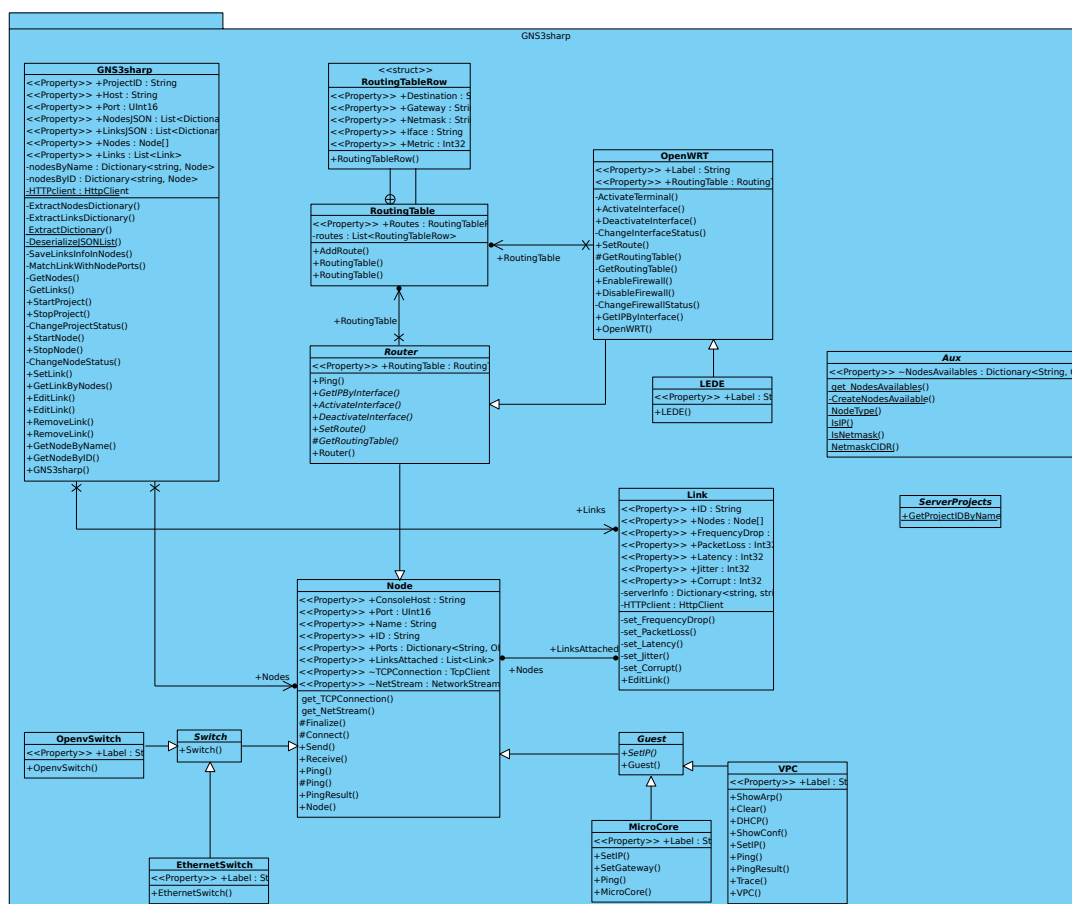 GNS3sharp
GNS3sharp
<<Property>> +ProjectID : String
<<Property>> +Host : String
<<Property>> +Port : UInt16
<<Property>> +NodesJSON : List<Dictiona
<<Property>> +LinksJSON : List<Dictionar
<<Property>> +Nodes : Node[]
<<Property>> +Links : List<Link>
-nodesByName : Dictionary<string, Node>
-nodesByID : Dictionary<string, Node>
-HTTPclient : HttpClient
-ExtractNodesDictionary()
-ExtractLinksDictionary()
-ExtractDictionary()
-DeserializeJSONList()
-SaveLinksInfoInNodes()
-MatchLinkWithNodePorts()
-GetNodes()
-GetLinks()
+StartProject()
+StopProject()
-ChangeProjectStatus()
+StartNode()
+StopNode()
-ChangeNodeStatus()
+SetLink()
+GetLinkByNodes()
+EditLink()
+EditLink()
+RemoveLink()
+RemoveLink()
+GetNodeByName()
+GetNodeByID()
+GNS3sharp()
<<struct>>
RoutingTableRow
<<Property>> +Destination : S
<<Property>> +Gateway : Stri
<<Property>> +Netmask : Stri
<<Property>> +Iface : String
<<Property>> +Metric : Int32
+RoutingTableRow()
RoutingTable
<<Property>> +Routes : RoutingTableR
-routes : List<RoutingTableRow>
+AddRoute()
+RoutingTable()
+RoutingTable()
+RoutingTable
+RoutingTable
OpenWRT
<<Property>> +Label : String
<<Property>> +RoutingTable : RoutingT
-ActivateTerminal()
+ActivateInterface()
+DeactivateInterface()
-ChangeInterfaceStatus()
+SetRoute()
#GetRoutingTable()
-GetRoutingTable()
+EnableFirewall()
+DisableFirewall()
-ChangeFirewallStatus()
+GetIPByInterface()
+OpenWRT()
Router
<<Property>> +RoutingTable : RoutingT
+Ping()
+GetIPByInterface()
+ActivateInterface()
+DeactivateInterface()
+SetRoute()
#GetRoutingTable()
+Router()
LEDE
<<Property>> +Label : St
+LEDE()
Aux
<<Property>> ~NodesAvailables : Dictionary<String, O
get_NodesAvailables()
-CreateNodesAvailable()
NodeType()
IsIP()
IsNetmask()
NetmaskCIDR()
ServerProjects
+GetProjectIDByName
+Links
Link
<<Property>> +ID : String
<<Property>> +Nodes : Node[]
<<Property>> +FrequencyDrop :
<<Property>> +PacketLoss : Int32
<<Property>> +Latency : Int32
<<Property>> +Jitter : Int32
<<Property>> +Corrupt : Int32
-serverInfo : Dictionary<string, stri
-HTTPclient : HttpClient
-set_FrequencyDrop()
-set_PacketLoss()
-set_Latency()
-set_Jitter()
-set_Corrupt()
+EditLink()
Node
<<Property>> +ConsoleHost : String
<<Property>> +Port : UInt16
<<Property>> +Name : String
<<Property>> +ID : String
<<Property>> +Ports : Dictionary<String, Ol
<<Property>> +LinksAttached : List<Link>
<<Property>> ~TCPConnection : TcpClient
<<Property>> ~NetStream : NetworkStream
get_TCPConnection()
get_NetStream()
#Finalize()
#Connect()
+Send()
+Receive()
+Ping()
#Ping()
+PingResult()
+Node()
+LinksAttached
+Nodes
+Nodes
OpenvSwitch
<<Property>> +Label : St
+OpenvSwitch()
Switch
+Switch()
EthernetSwitch
<<Property>> +Label : St
+EthernetSwitch()
Guest
+SetIP()
+Guest()
MicroCore
<<Property>> +Label : St
+SetIP()
+SetGateway()
+Ping()
+MicroCore()
VPC
<<Property>> +Label : St
+ShowArp()
+Clear()
+DHCP()
+ShowConf()
+SetIP()
+Ping()
+PingResult()
+Trace()
+VPC()